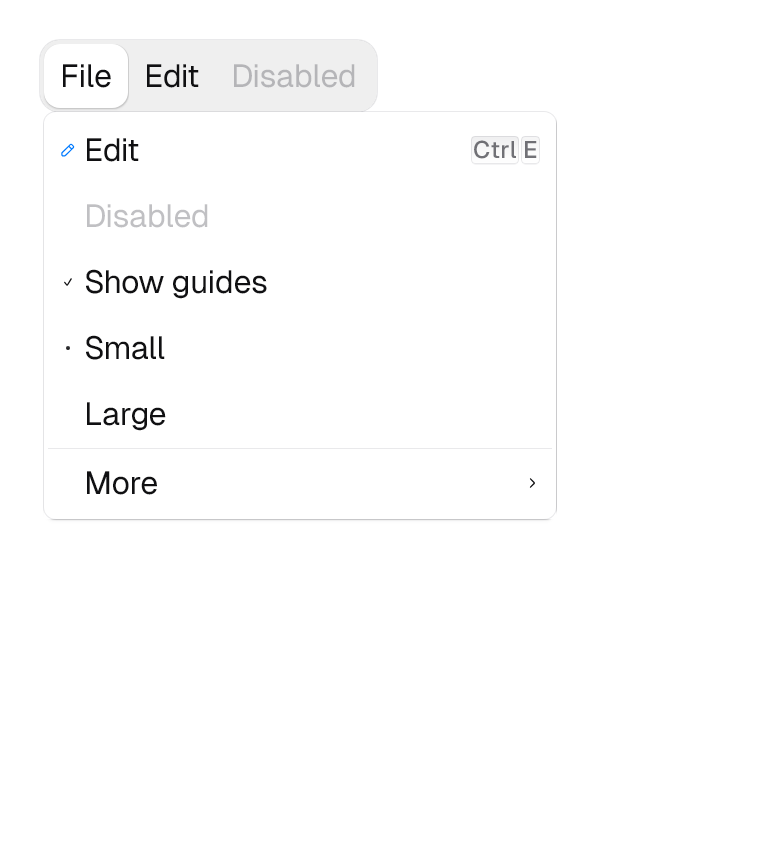 File Edit Disabled
Edit Ctrl E
Disabled
Show guides
Small
Large
More